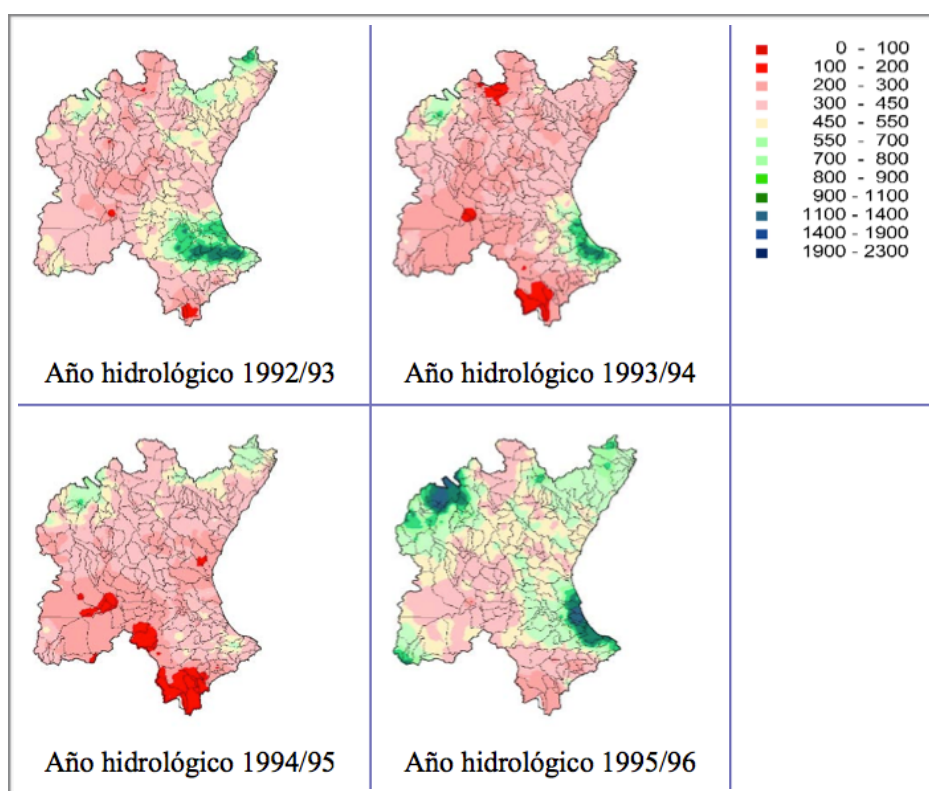 0 - 100
100 - 200
200 - 300
300 - 450
450 - 550
550 - 700
700 - 800
800 - 900
900 - 1100
1100 - 1400
1400 - 1900
1900 - 2300
Año hidrológico 1992/93
Año hidrológico 1993/94
Año hidrológico 1994/95
Año hidrológico 1995/96